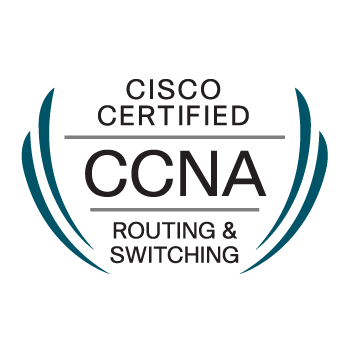 CISCO
CERTIFIED
CCNA
ROUTING &
SWITCHING